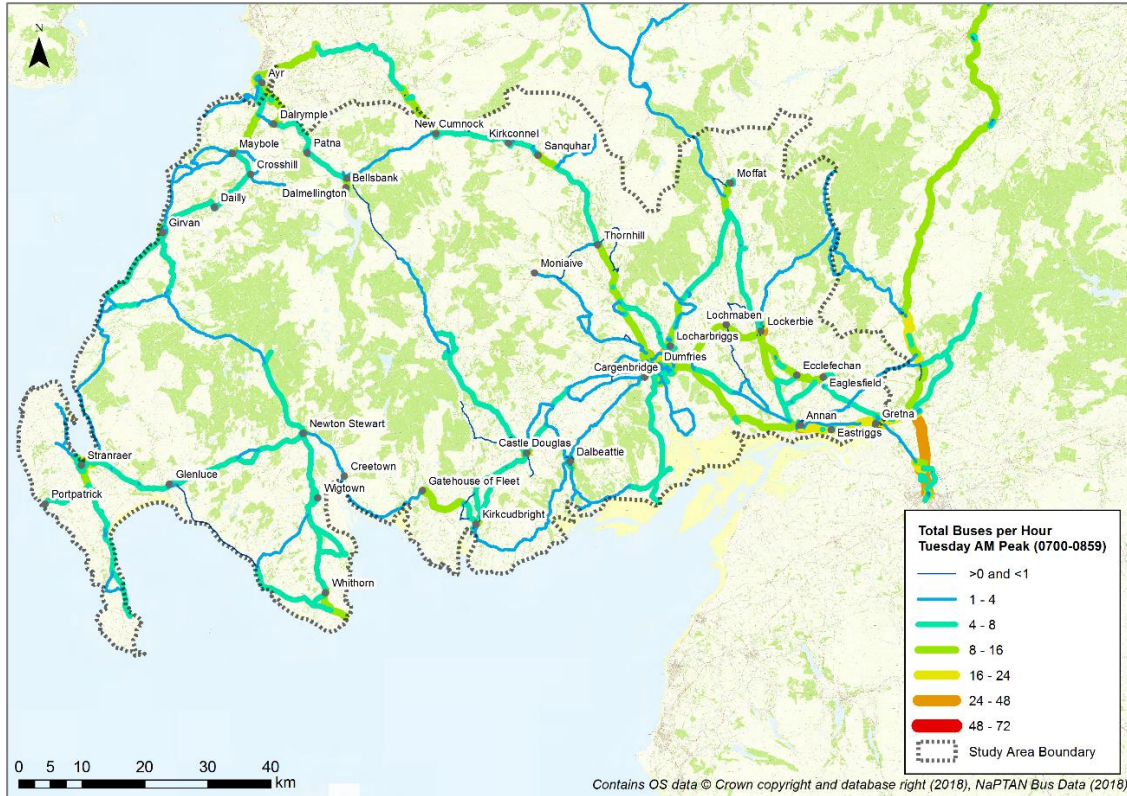 N
Ayr
Dalrymple
New Cumnock
Kirkconnel
Maybole
Patna
Sanquhar
Crosshill
Bellsbank
Moffat
Dalmellington
Dailly
Girvan
Thornhill
Moniaive
Lochmaben
Lockerbie
Locharbriggs
Dumfries
Ecclefechan
Cargenbridge
Eaglesfield
Annan
Gretna
Newton Stewart
Eastriggs
Castle Douglas
Stranraer
Dalbeattie
Glenluce
Creetown
Gatehouse of Fleet
Portpatrick
Wigtown
Kirkcudbright
Whithorn
Total Buses per Hour
Tuesday AM Peak (0700-0859)
>0 and <1
1 - 4
4 - 8
8 - 16
16 - 24
24 - 48
48 - 72
Study Area Boundary
0 5 10 20 30 40
km
Contains OS data © Crown copyright and database right (2018), NaPTAN Bus Data (2018)